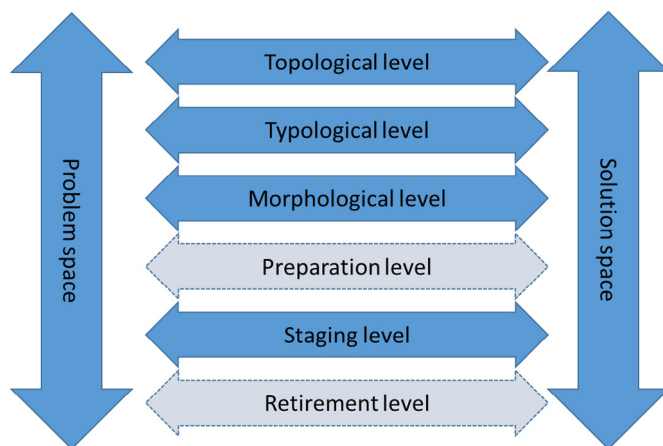 Problem space
Topological level
Typological level
Morphological level
Preparation level
Staging level
Retirement level
Solution space